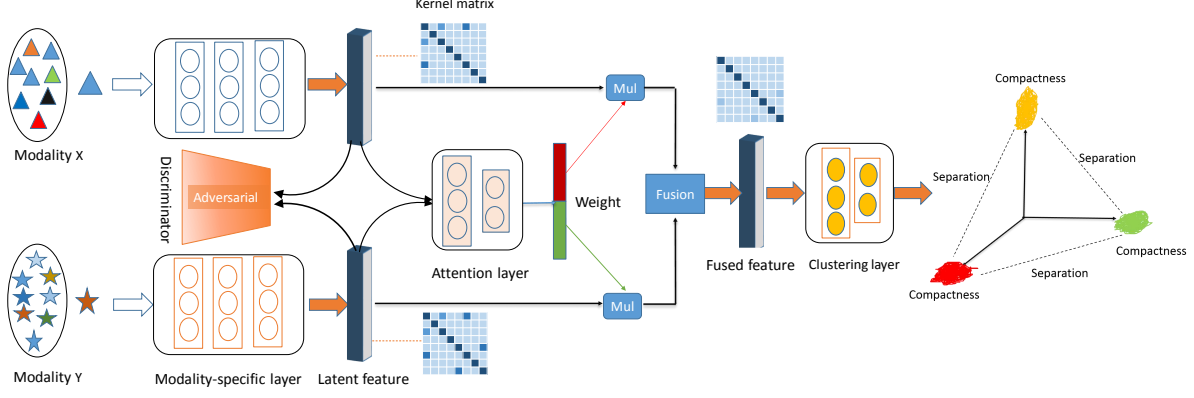 Kernel matrix
Modality X
Mul
Compactness
Discriminator
Adversarial
Weight
Attention layer
Fusion
Fused feature
Clustering layer
Separation
Separation
Compactness
Separation
Compactness
Mul
Modality Y
Modality-specific layer
Latent feature